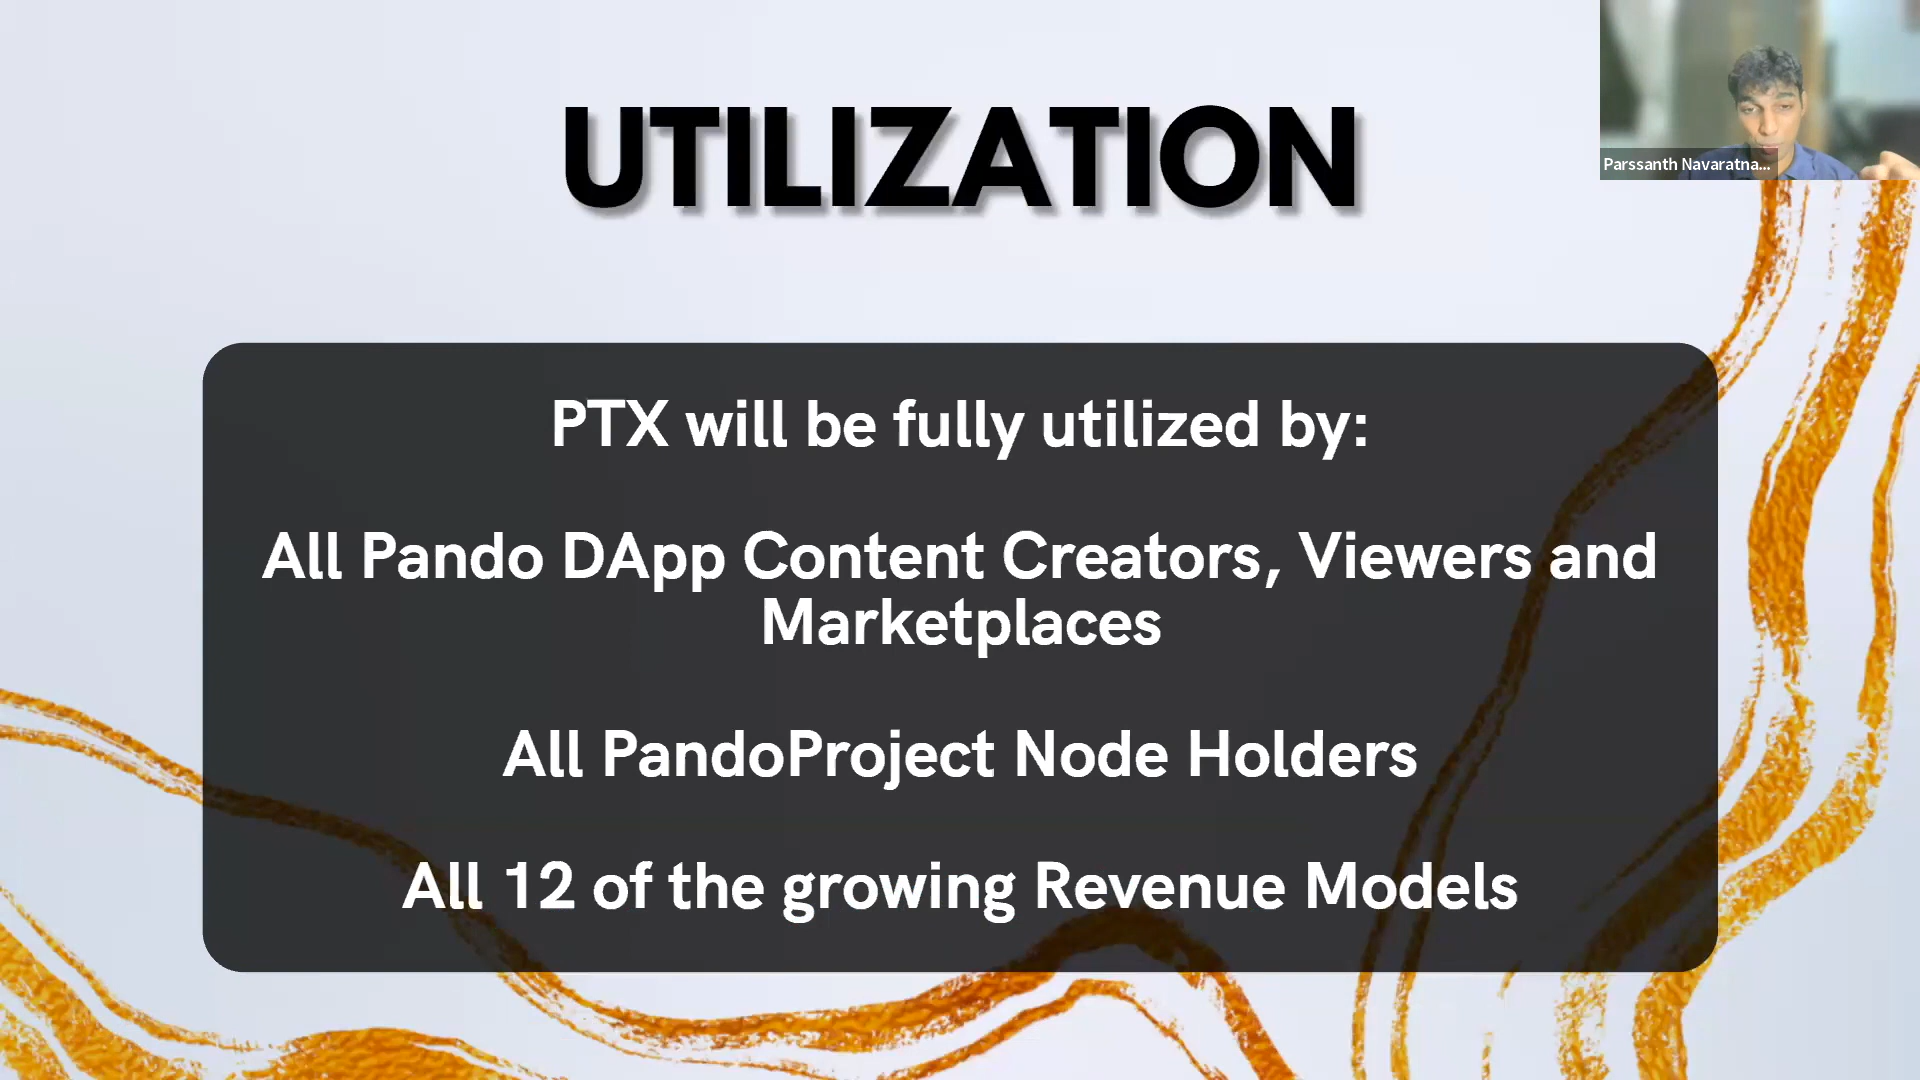 UTILIZATION
Parssanth Navaratna...
PTX will be fully utilized by:
All Pando DApp Content Creators, Viewers and
Marketplaces
All PandoProject Node Holders
All 12 of the growing Revenue Models